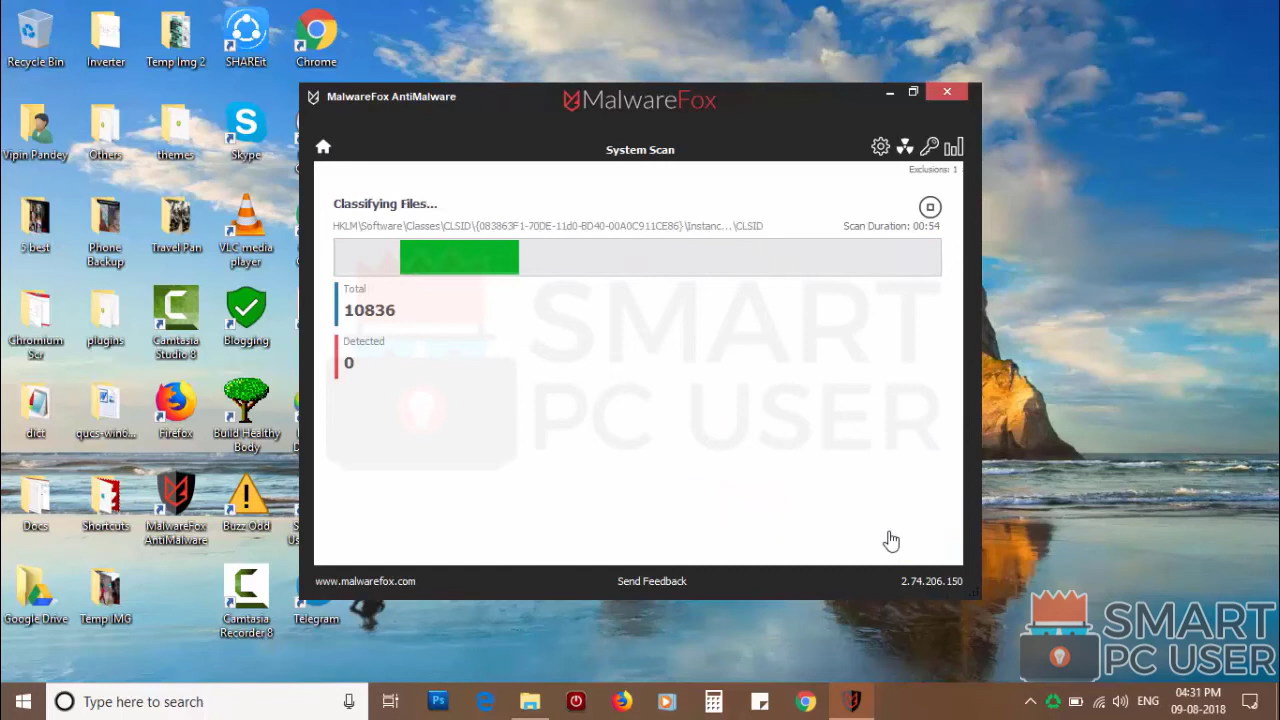 Recycle Bin
Inverter
Temp Img 2
SHAREit
Chrome
Vipin Pandey
Others
themes
Skype
5 best
Phone Backup
Travel Pan
VLC media player
Chromium Scr
plugins
Camtasia Studio 8
Blogging
dict
qucs-win6...
Firefox
Build Healthy Body
Docs
Shortcuts
MalwareFox AntiMalware
Buzz Odd
Google Drive
Temp IMG
Camtasia Recorder 8
Telegram
MalwareFox AntiMalware
MalwareFox
System Scan
Exclusions: 1
Classifying Files...
HKLM\Software\Classes\CLSID\{083863F1-70DE-11d0-BD40-00A0C911CE86}\Instanc...\CLSID
Scan Duration: 00:54
Total
10836
Detected
0
SMART
PC USER
www.malwarefox.com
Send Feedback
2.74.206.150
SMART
PC USER
Type here to search
Ps
ENG
04:31 PM
09-08-2018